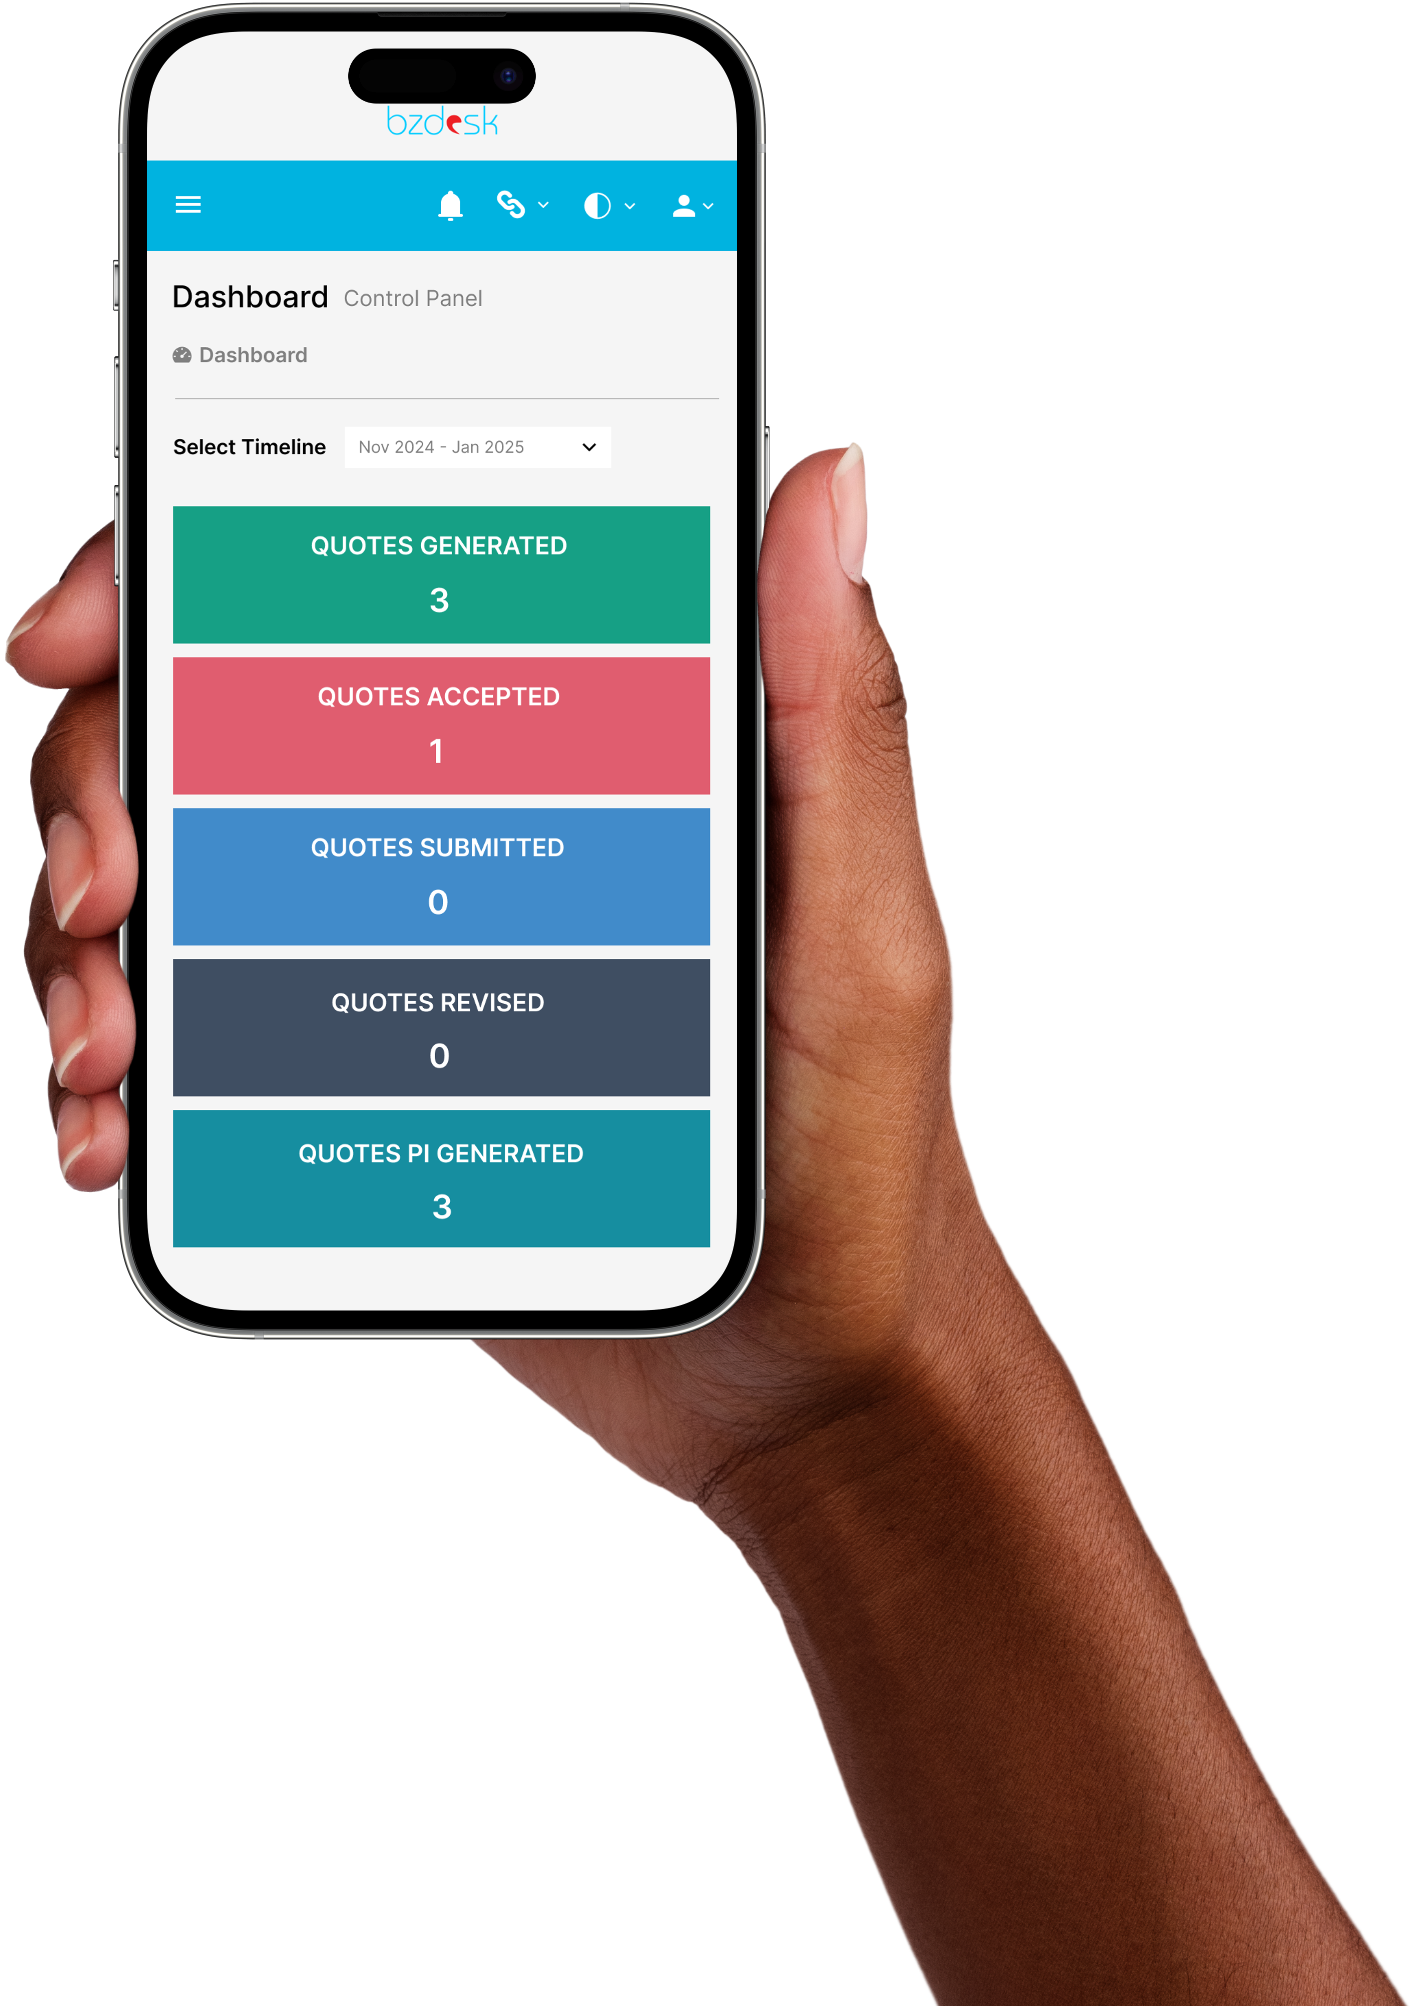 bzdesk
Dashboard Control Panel
Dashboard
Select Timeline Nov 2024 - Jan 2025
QUOTES GENERATED
3
QUOTES ACCEPTED
1
QUOTES SUBMITTED
0
QUOTES REVISED
0
QUOTES PI GENERATED
3